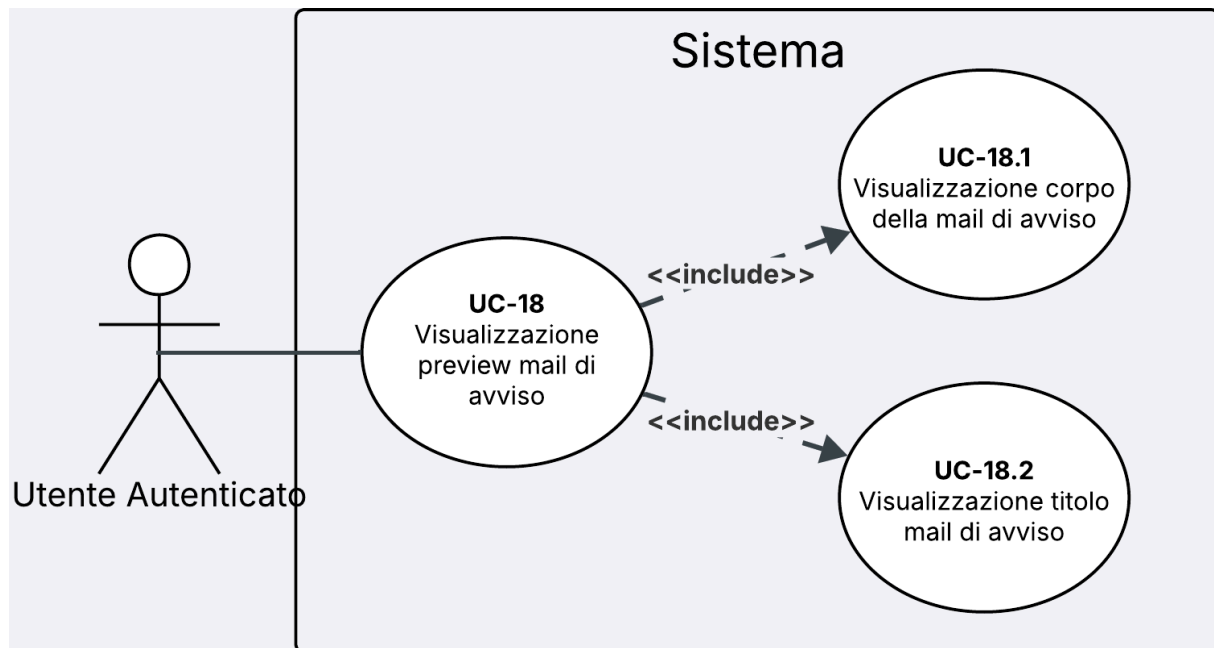 Sistema
UC-18.1
Visualizzazione corpo
della mail di avviso
<<include>>
UC-18
Visualizzazione
preview mail di
avviso
<<include>>
UC-18.2
Visualizzazione titolo
mail di avviso
Utente Autenticato